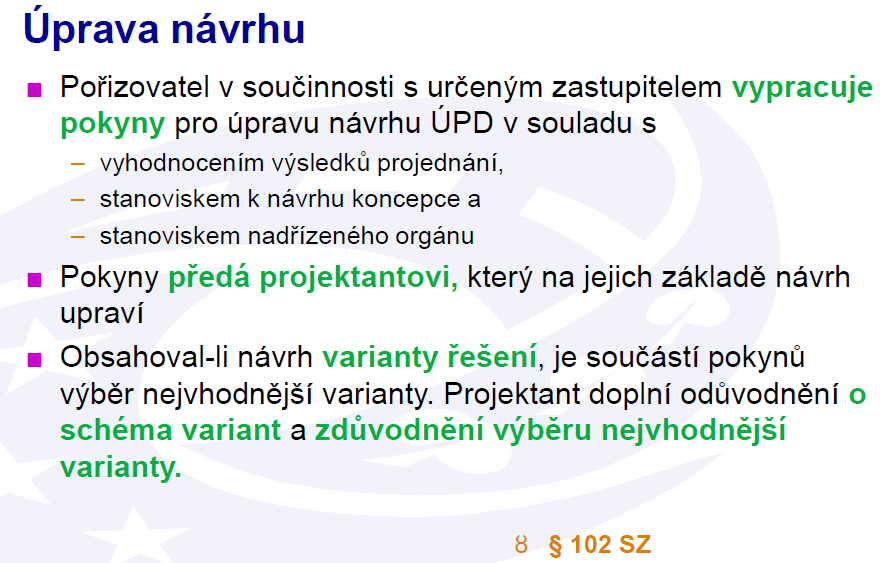 Úprava návrhu
■ Pořizovatel v součinnosti s určeným zastupitelem vypracuje
pokyny pro úpravu návrhu ÚPD v souladu s
– vyhodnocením výsledků projednání,
– stanoviskem k návrhu koncepce a
– stanoviskem nadřízeného orgánu
■ Pokyny předá projektantovi, který na jejich základě návrh
upraví
■ Obsahoval-li návrh varianty řešení, je součástí pokynů
výběr nejvhodnější varianty. Projektant doplní odůvodnění o
schéma variant a zdůvodnění výběru nejvhodnější
varianty.
8 § 102 SZ